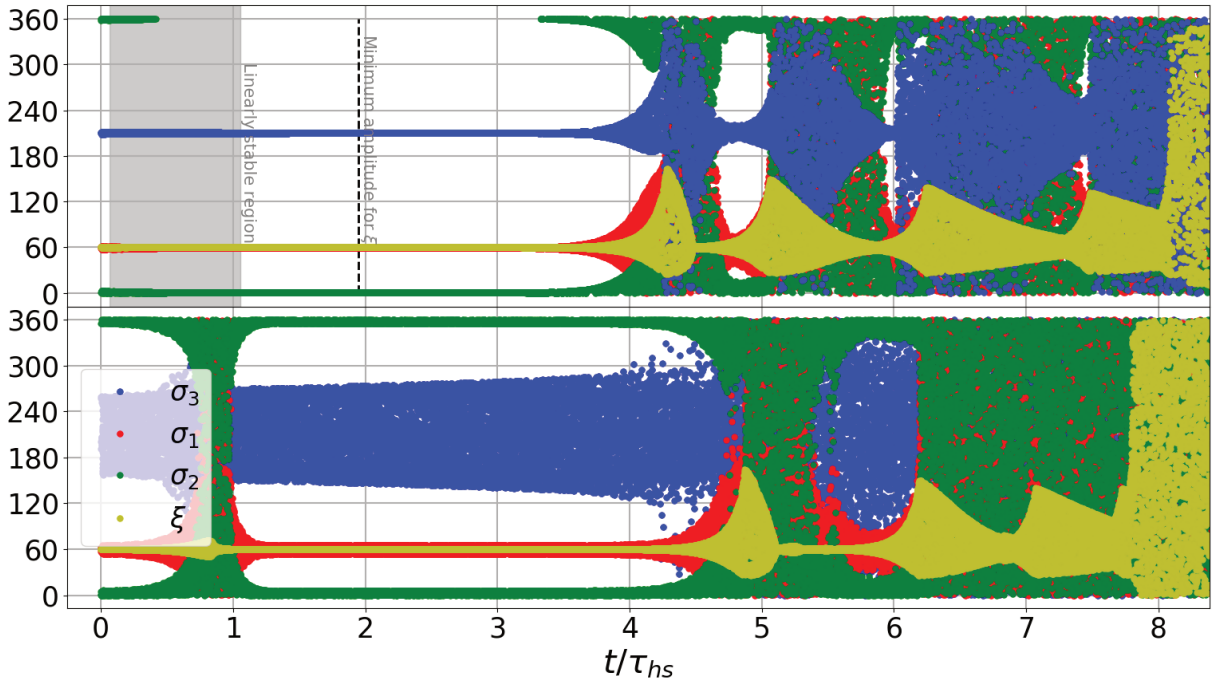 360
300
240
180
120
60
0
Linearly stable region
Minimum amplitude for ξ
360
300
240
180
120
60
0
σ₃
σ₁
σ₂
ξ
0 1 2 3 4 5 6 7 8
t/τₕₛ